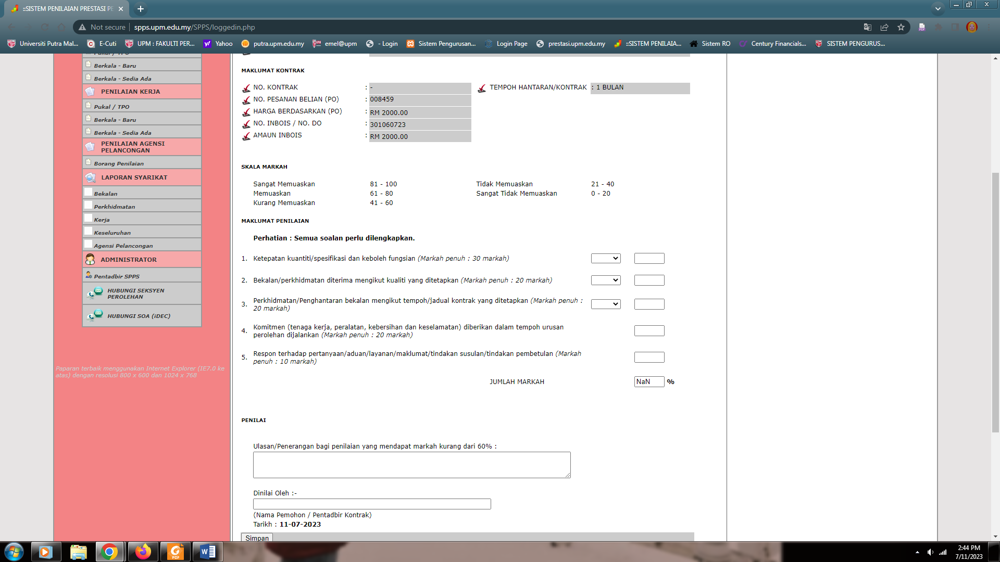 ::SISTEM PENILAIAN PRESTASI PE
Not secure
spps.upm.edu.my/SPPS/loggedin.php
Universiti Putra Mal...
E-Cuti
UPM : FAKULTI PER...
Yahoo
putra.upm.edu.my
emel@upm
- Login
Sistem Pengurusan...
Login Page
prestasi.upm.edu.my
::SISTEM PENILAIA...
Sistem RO
Century Financials...
SISTEM PENGURUS...
Pukal / TPO
Berkala - Baru
Berkala - Sedia Ada
PENILAIAN KERJA
Pukal / TPO
Berkala - Baru
Berkala - Sedia Ada
PENILAIAN AGENSI
PELANCONGAN
Borang Penilaian
LAPORAN SYARIKAT
Bekalan
Perkhidmatan
Kerja
Keseluruhan
Agensi Pelancongan
ADMINISTRATOR
Pentadbir SPPS
HUBUNGI SEKSYEN
PEROLEHAN
HUBUNGI SOA (iDEC)
Paparan terbaik menggunakan Internet Explorer (IE7.0 ke
atas) dengan resolusi 800 x 600 dan 1024 x 768
MAKLUMAT KONTRAK
NO. KONTRAK : - TEMPOH HANTARAN/KONTRAK : 1 BULAN
NO. PESANAN BELIAN (PO) : 008459
HARGA BERDASARKAN (PO) : RM 2000.00
NO. INBOIS / NO. DO : 301060723
AMAUN INBOIS : RM 2000.00
SKALA MARKAH
Sangat Memuaskan 81 - 100 Tidak Memuaskan 21 - 40
Memuaskan 61 - 80 Sangat Tidak Memuaskan 0 - 20
Kurang Memuaskan 41 - 60
MAKLUMAT PENILAIAN
Perhatian : Semua soalan perlu dilengkapkan.
1. Ketepatan kuantiti/spesifikasi dan keboleh fungsian (Markah penuh : 30 markah)
2. Bekalan/perkhidmatan diterima mengikut kualiti yang ditetapkan (Markah penuh : 20 markah)
3. Perkhidmatan/Penghantaran bekalan mengikut tempoh/jadual kontrak yang ditetapkan (Markah penuh :
20 markah)
4. Komitmen (tenaga kerja, peralatan, kebersihan dan keselamatan) diberikan dalam tempoh urusan
perolehan dijalankan (Markah penuh : 20 markah)
5. Respon terhadap pertanyaan/aduan/layanan/maklumat/tindakan susulan/tindakan pembetulan (Markah
penuh : 10 markah)
JUMLAH MARKAH NaN %
PENILAI
Ulasan/Penerangan bagi penilaian yang mendapat markah kurang dari 60% :
Dinilai Oleh :-
(Nama Pemohon / Pentadbir Kontrak)
Tarikh : 11-07-2023
Simpan
2:44 PM
7/11/2023